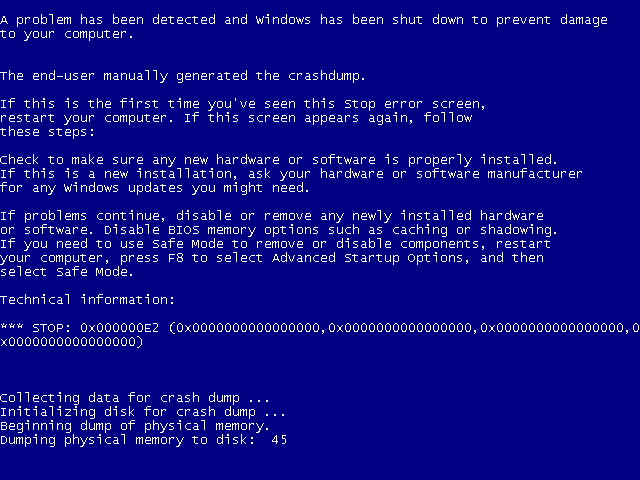 A problem has been detected and Windows has been shut down to prevent damage
to your computer.
The end-user manually generated the crashdump.
If this is the first time you've seen this Stop error screen,
restart your computer. If this screen appears again, follow
these steps:
Check to make sure any new hardware or software is properly installed.
If this is a new installation, ask your hardware or software manufacturer
for any Windows updates you might need.
If problems continue, disable or remove any newly installed hardware
or software. Disable BIOS memory options such as caching or shadowing.
If you need to use Safe Mode to remove or disable components, restart
your computer, press F8 to select Advanced Startup Options, and then
select Safe Mode.
Technical information:
*** STOP: 0x000000E2 (0x0000000000000000,0x0000000000000000,0x0000000000000000,0
x0000000000000000)
Collecting data for crash dump ...
Initializing disk for crash dump ...
Beginning dump of physical memory.
Dumping physical memory to disk:  45